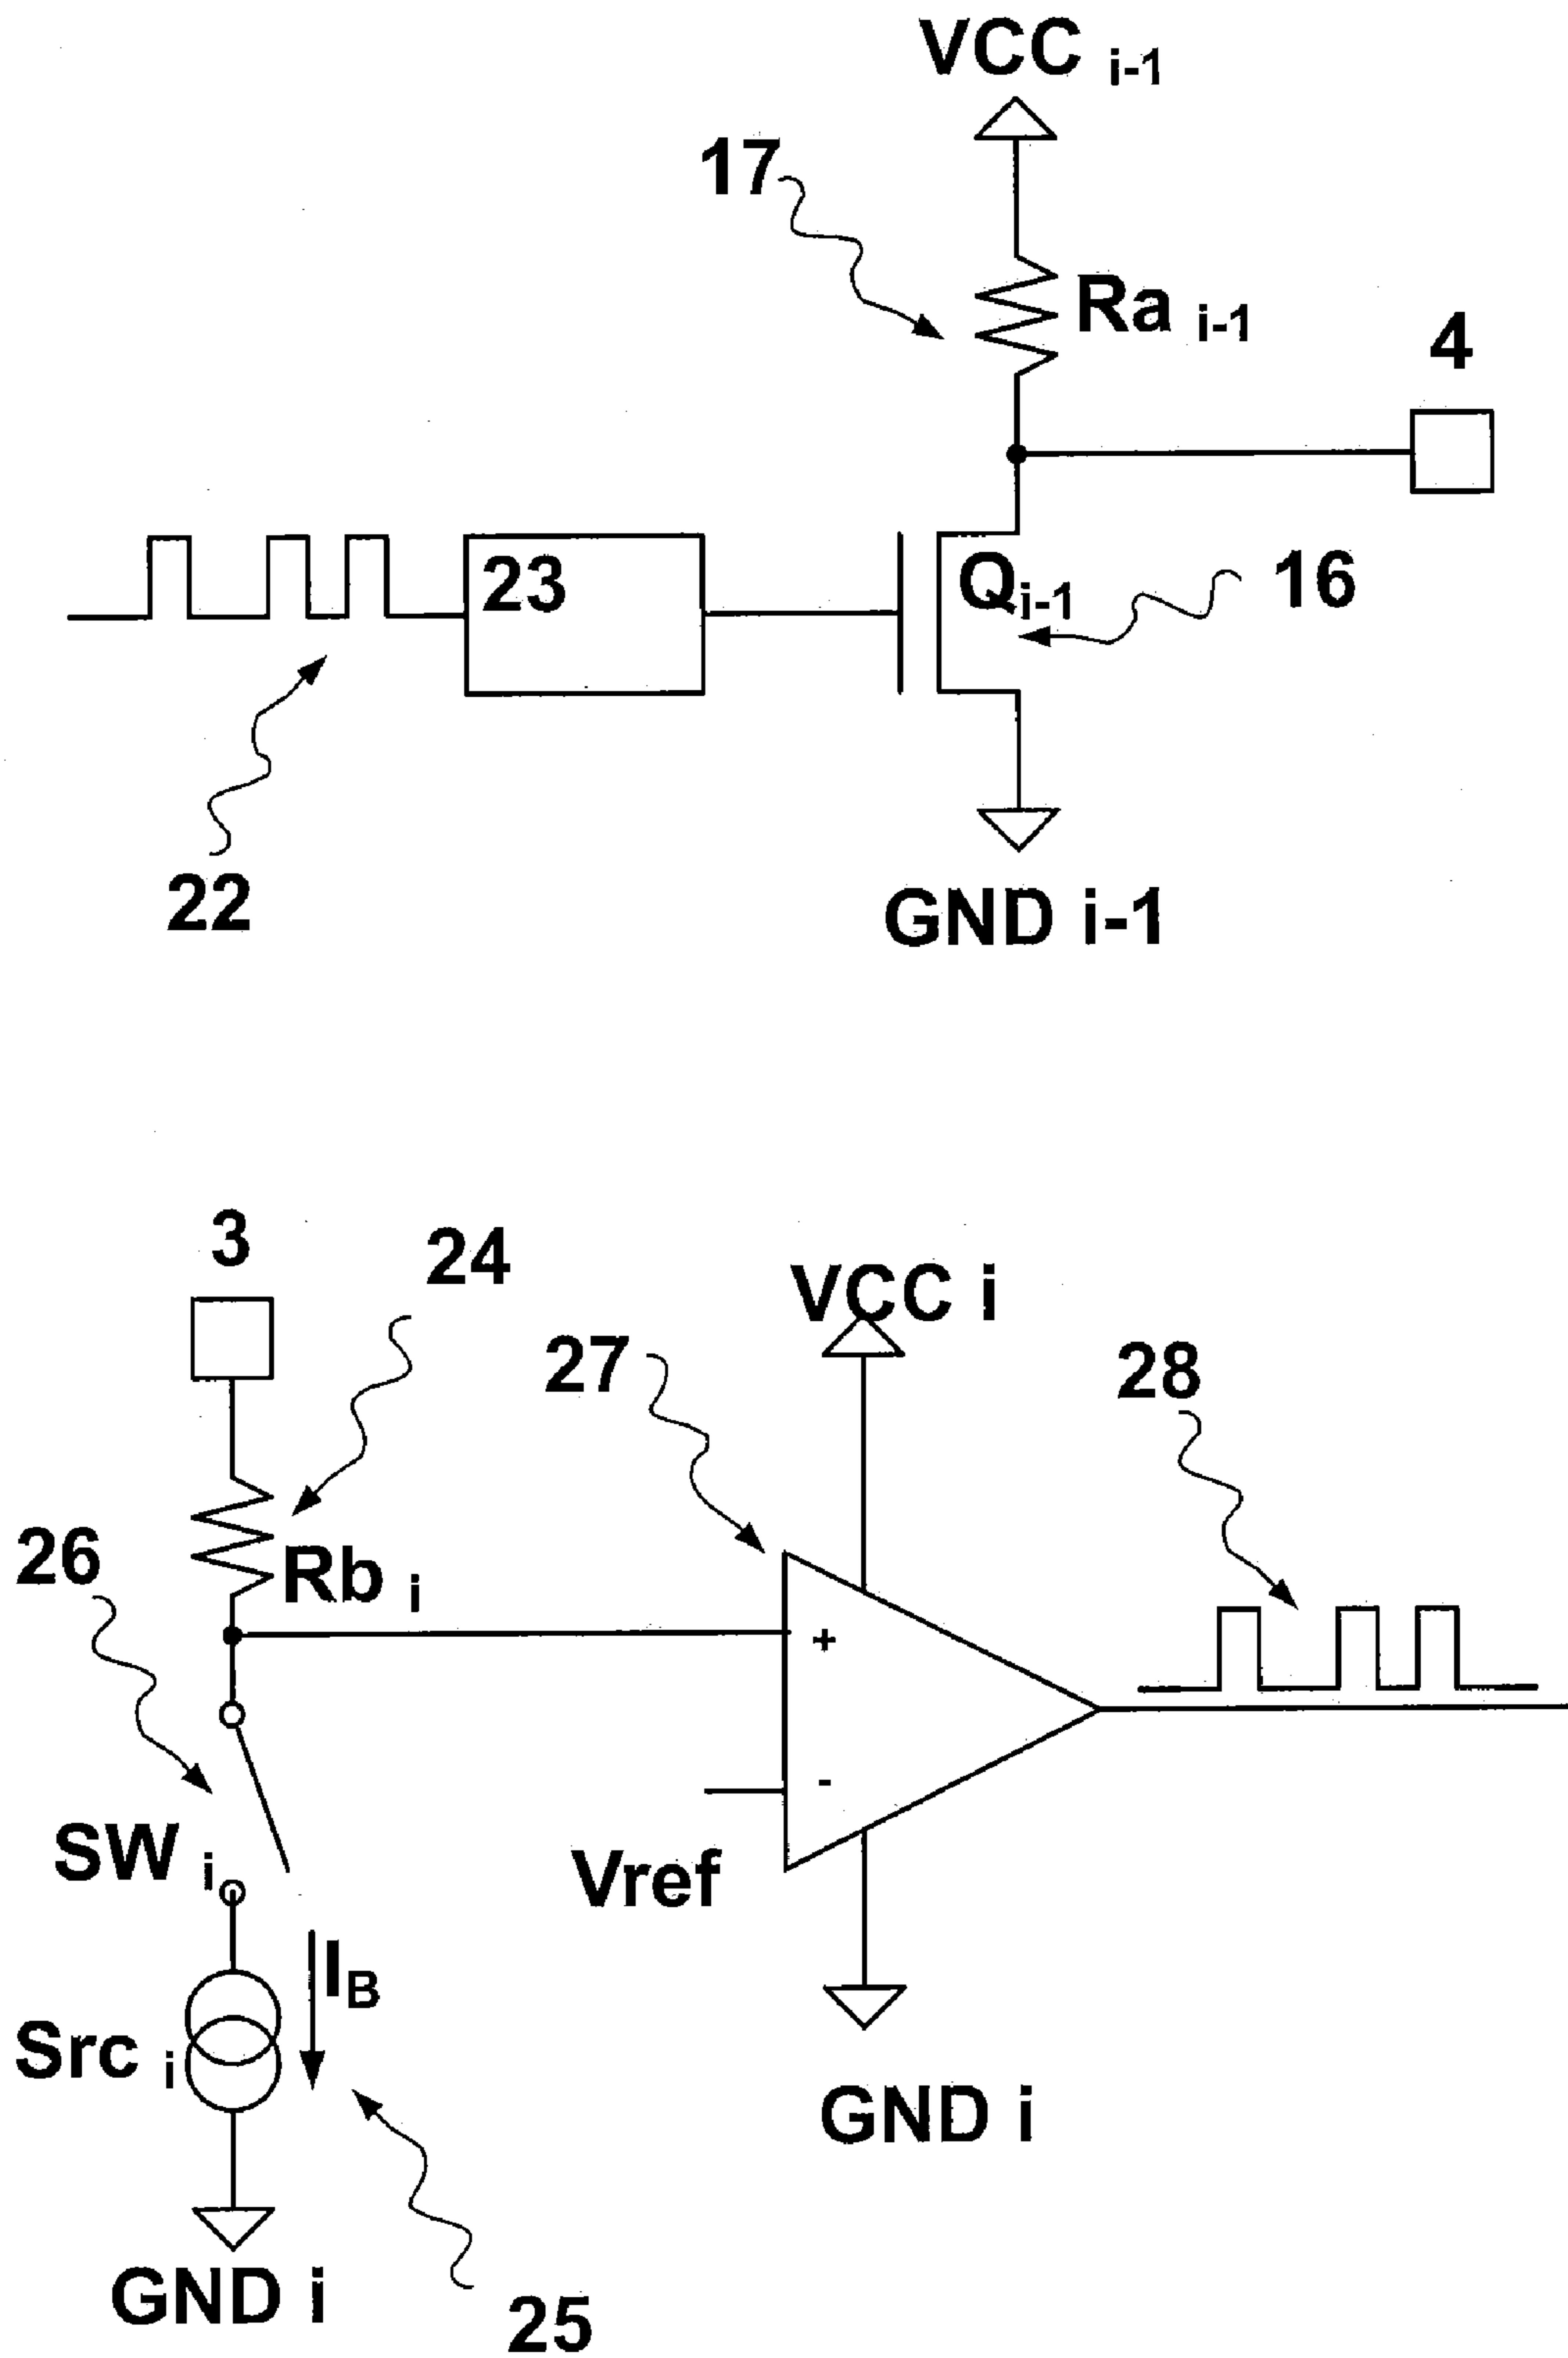 VCC i-1
17
Ra i-1
4
23
Qi-1
16
22
GND i-1
3
24
VCC i
27
28
26
Rb i
+
-
SW i
Vref
IB
Src i
GND i
GND i
25